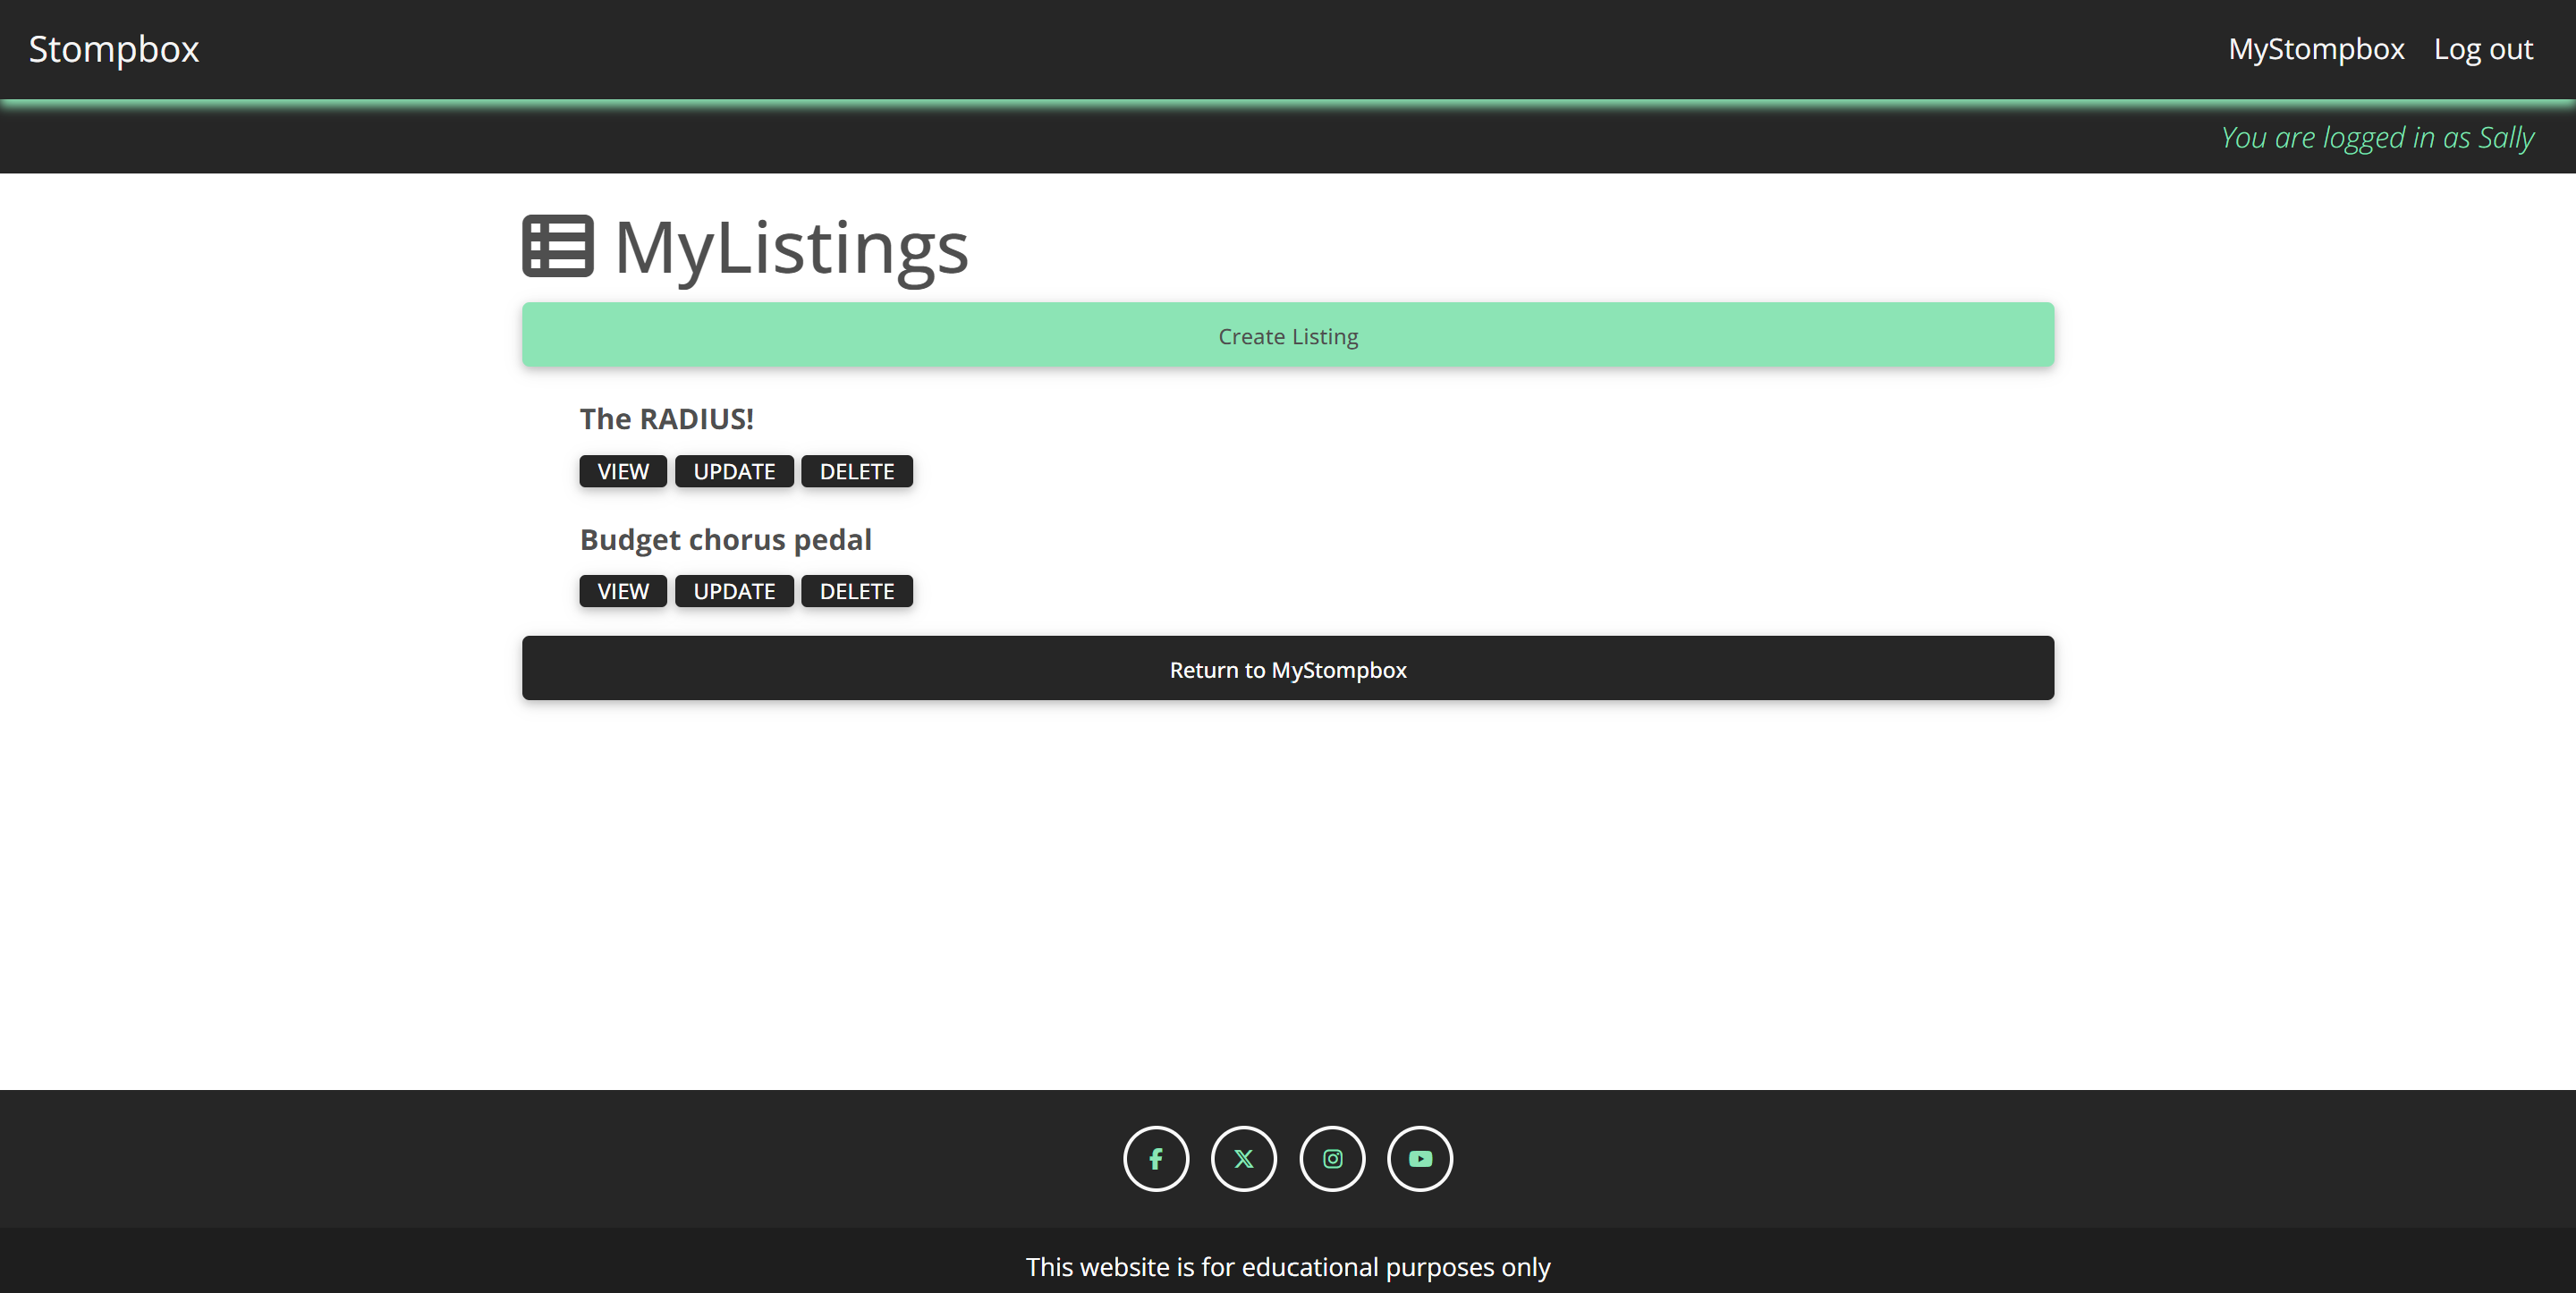 Stompbox MyStompbox Log out
You are logged in as Sally
MyListings
Create Listing
The RADIUS!
VIEW UPDATE DELETE
Budget chorus pedal
VIEW UPDATE DELETE
Return to MyStompbox
This website is for educational purposes only